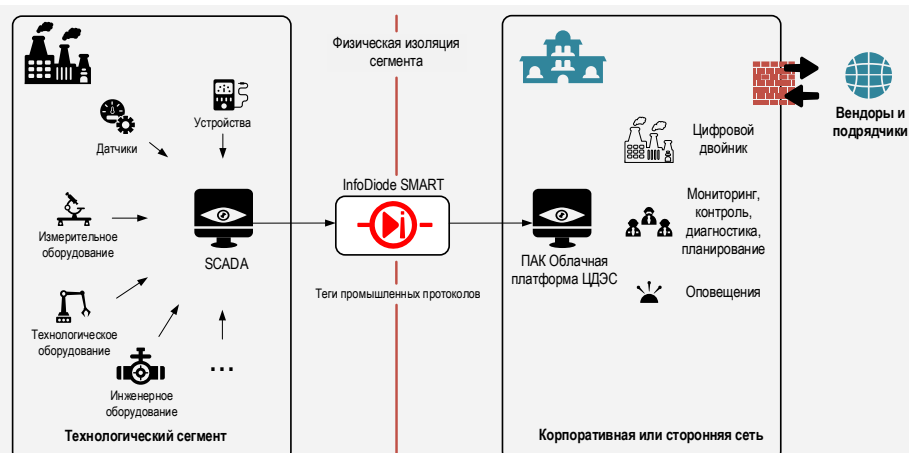 Физическая изоляция
сегмента
Устройства
Датчики
Измерительное
оборудование
SCADA
Технологическое
оборудование
...
Инженерное
оборудование
Технологический сегмент
InfoDiode SMART
Di
Теги промышленных протоколов
ПАК Облачная
платформа ЦДЭС
Цифровой
двойник
Мониторинг,
контроль,
диагностика,
планирование
Оповещения
Корпоративная или сторонняя сеть
Вендоры и
подрядчики